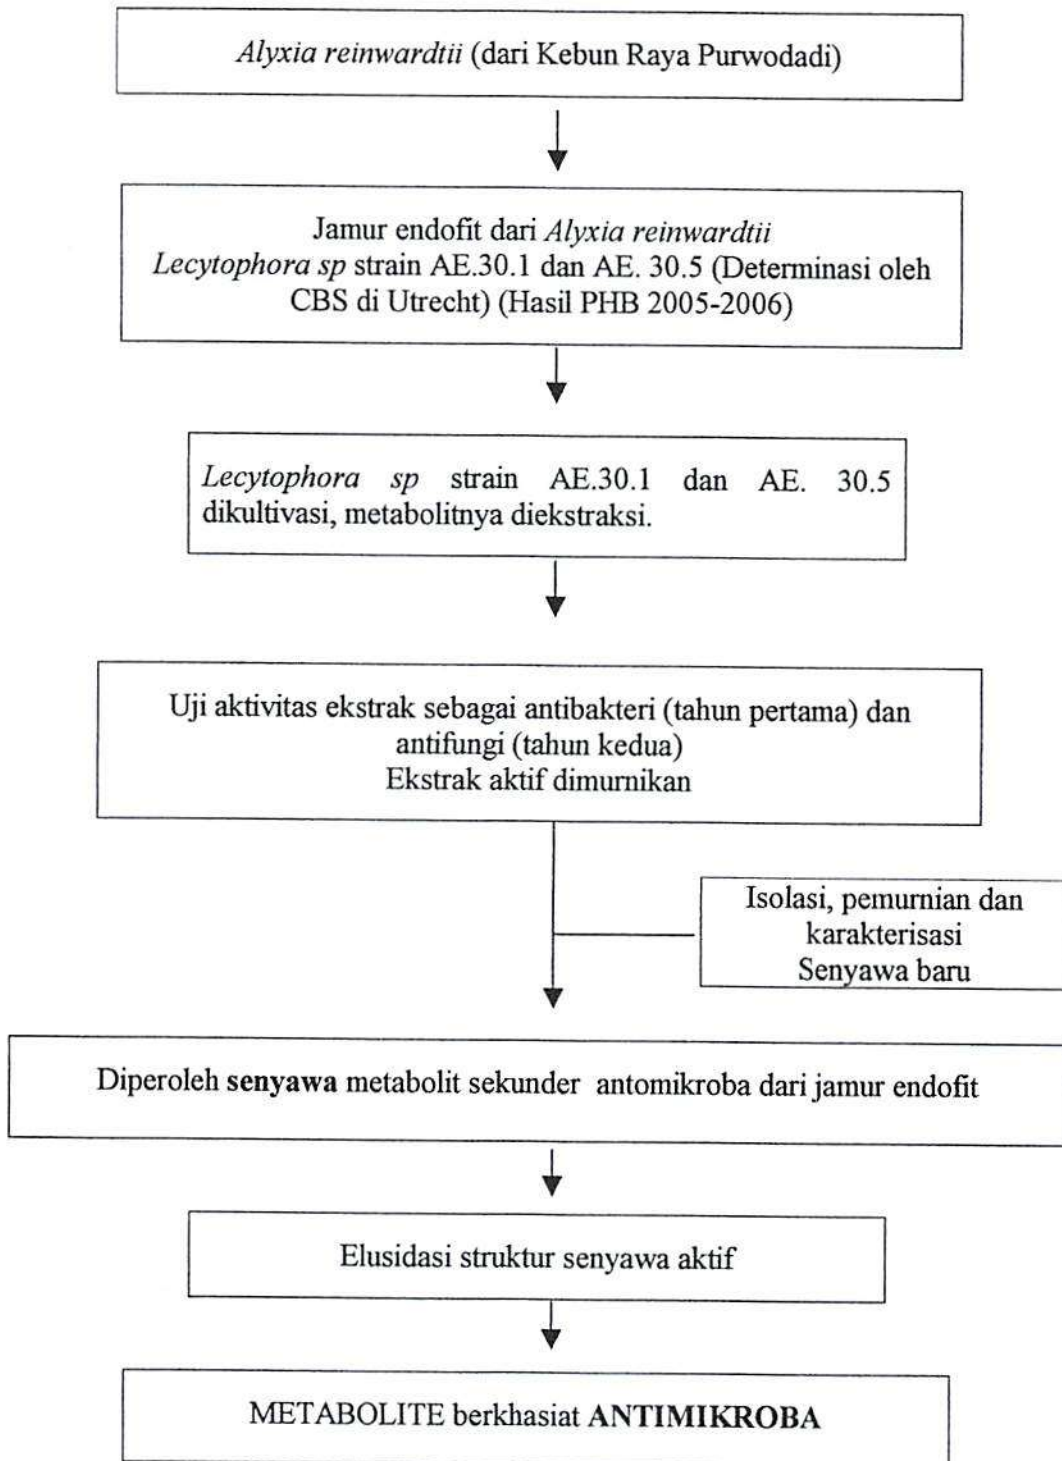 Alyxia reinwardtii (dari Kebun Raya Purwodadi)
Jamur endofit dari Alyxia reinwardtii
Lecytophora sp strain AE.30.1 dan AE. 30.5 (Determinasi oleh
CBS di Utrecht) (Hasil PHB 2005-2006)
Lecytophora sp strain AE.30.1 dan AE. 30.5
dikultivasi, metabolitnya diekstraksi.
Uji aktivitas ekstrak sebagai antibakteri (tahun pertama) dan
antifungi (tahun kedua)
Ekstrak aktif dimurnikan
Isolasi, pemurnian dan
karakterisasi
Senyawa baru
Diperoleh senyawa metabolit sekunder antomikroba dari jamur endofit
Elusidasi struktur senyawa aktif
METABOLITE berkhasiat ANTIMIKROBA